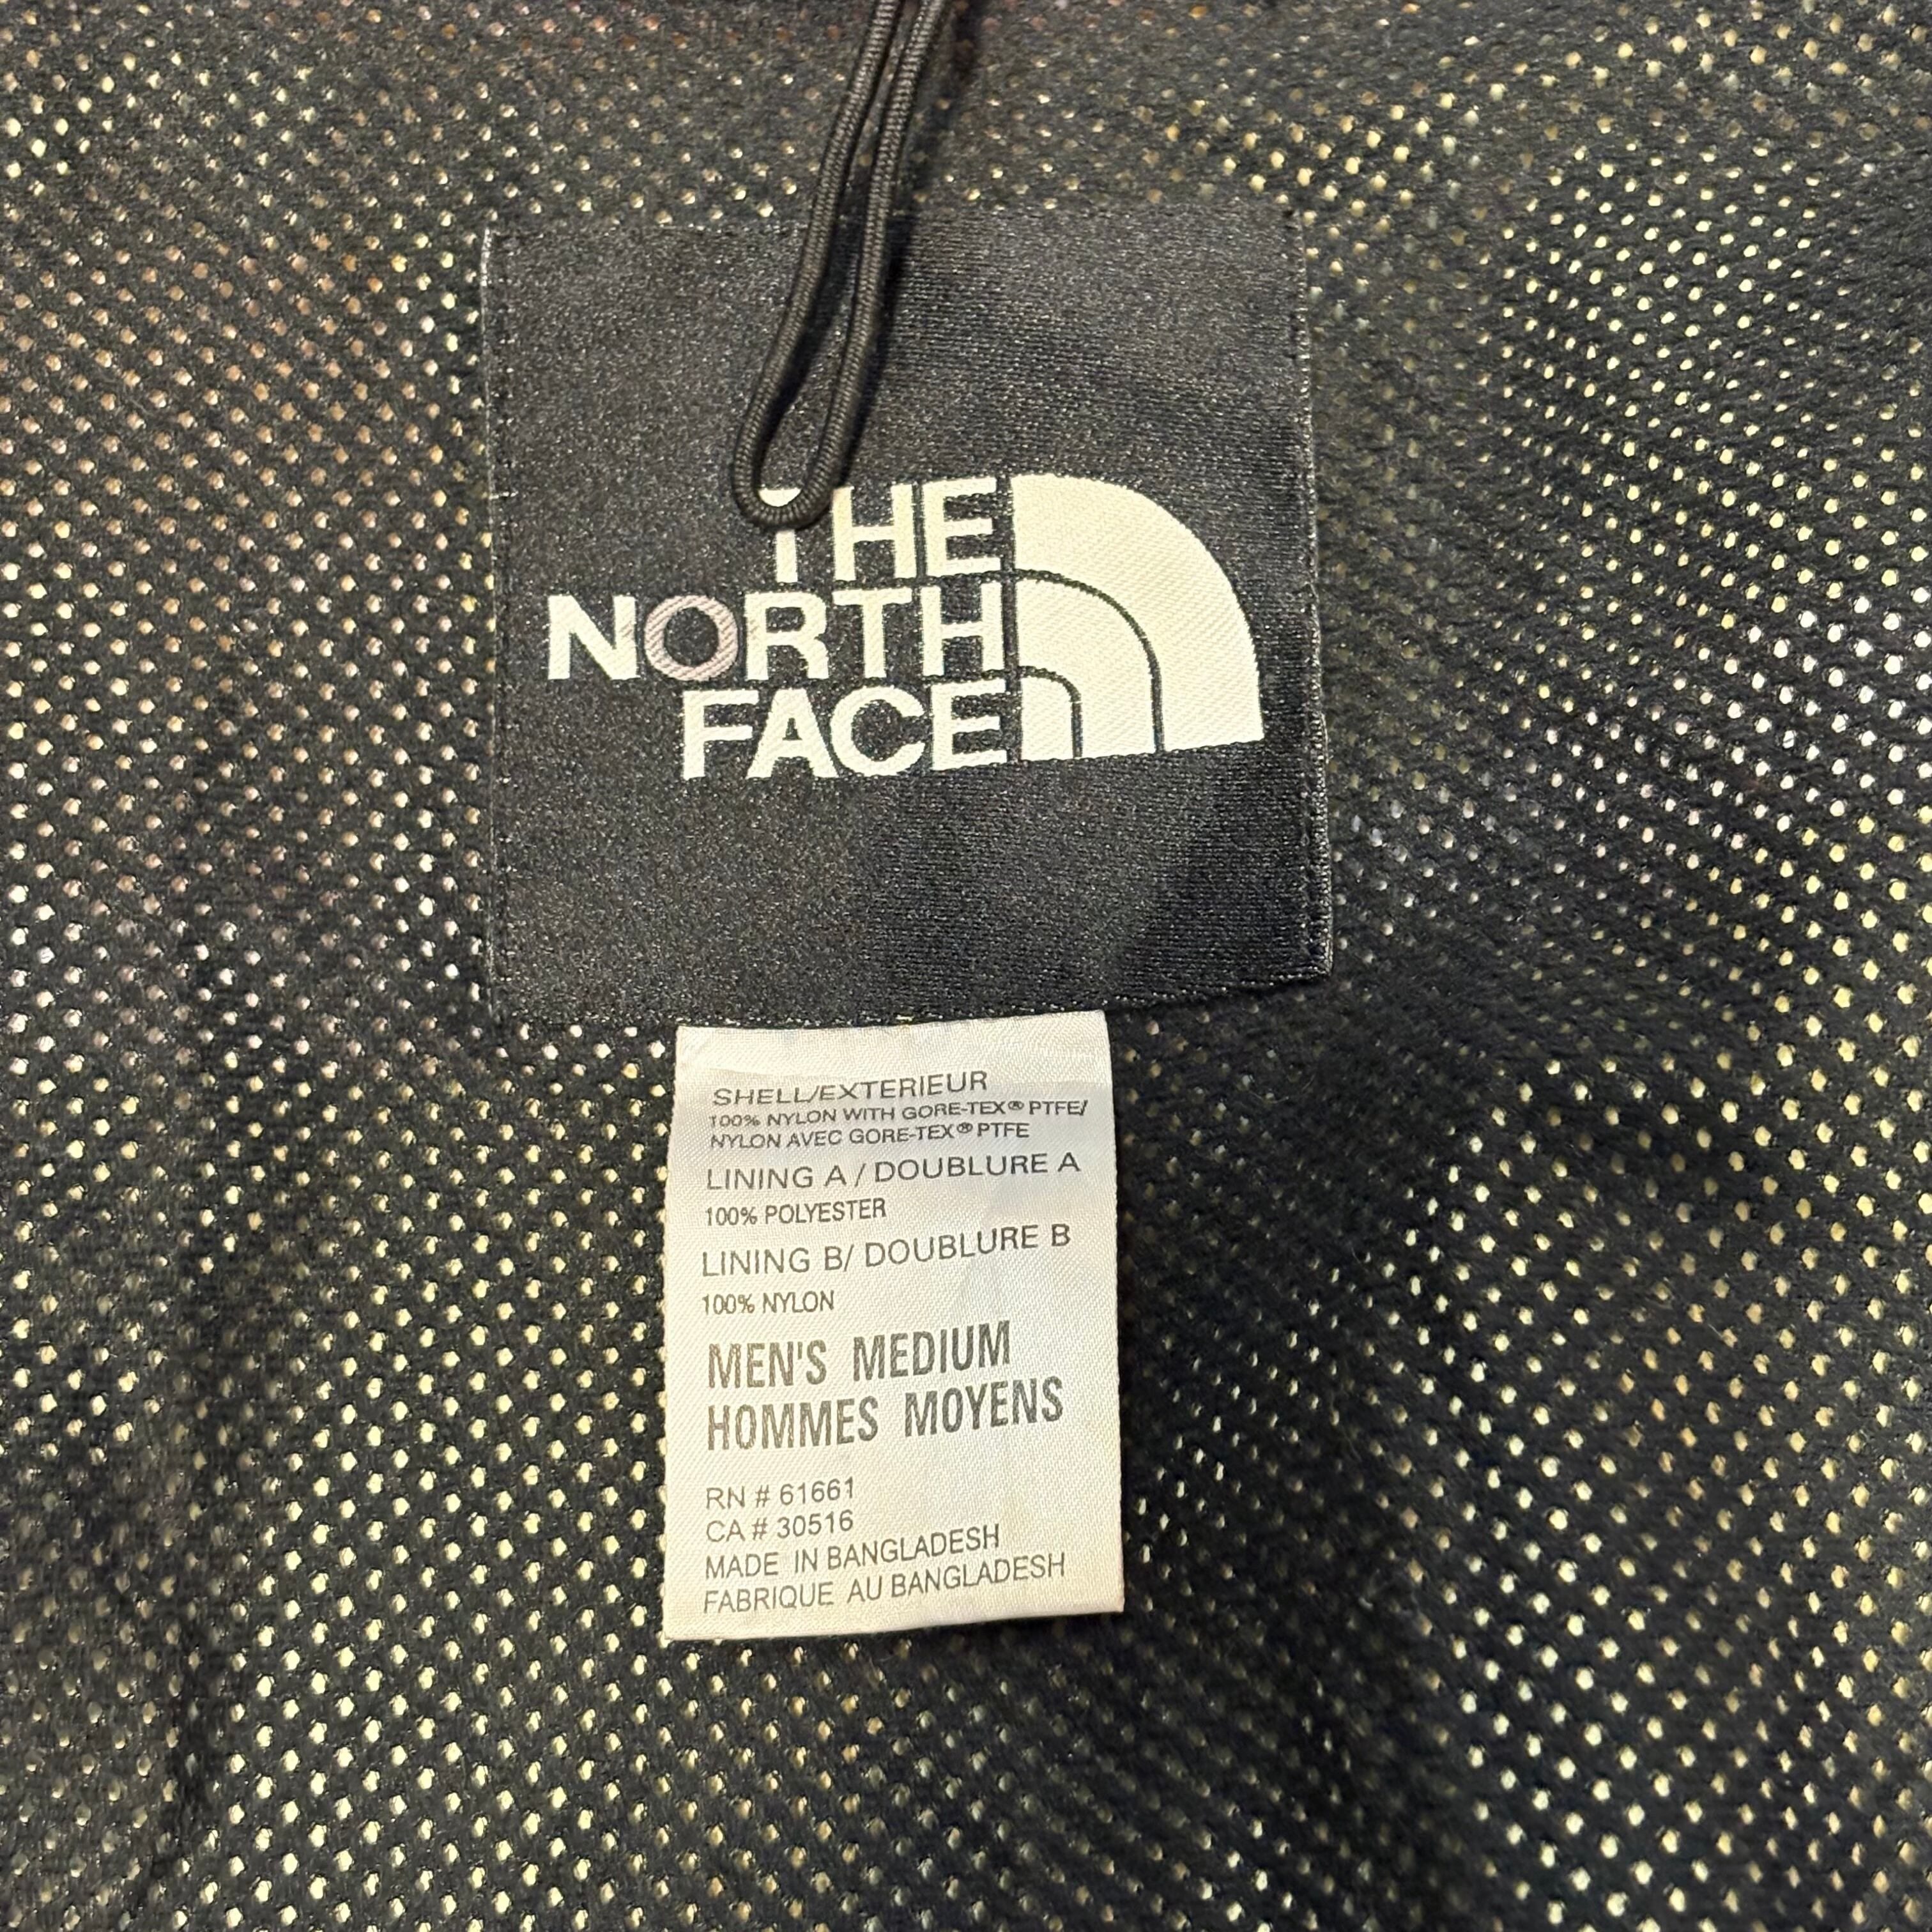 THE
NORTH
FACE
SHELL/EXTERIEUR
100% NYLON WITH GORE-TEX® PTFE/
NYLON AVEC GORE-TEX® PTFE
LINING A / DOUBLURE A
100% POLYESTER
LINING B/ DOUBLURE B
100% NYLON
MEN'S MEDIUM
HOMMES MOYENS
RN # 61661
CA # 30516
MADE IN BANGLADESH
FABRIQUE AU BANGLADESH